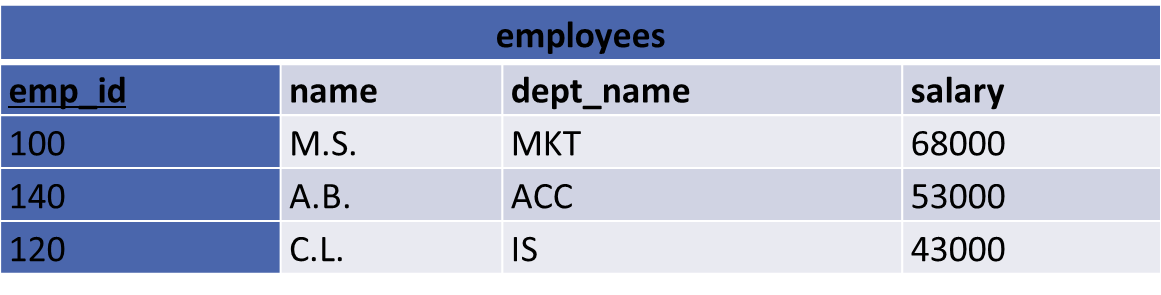 employees
emp_id name dept_name salary
100 M.S. MKT 68000
140 A.B. ACC 53000
120 C.L. IS 43000